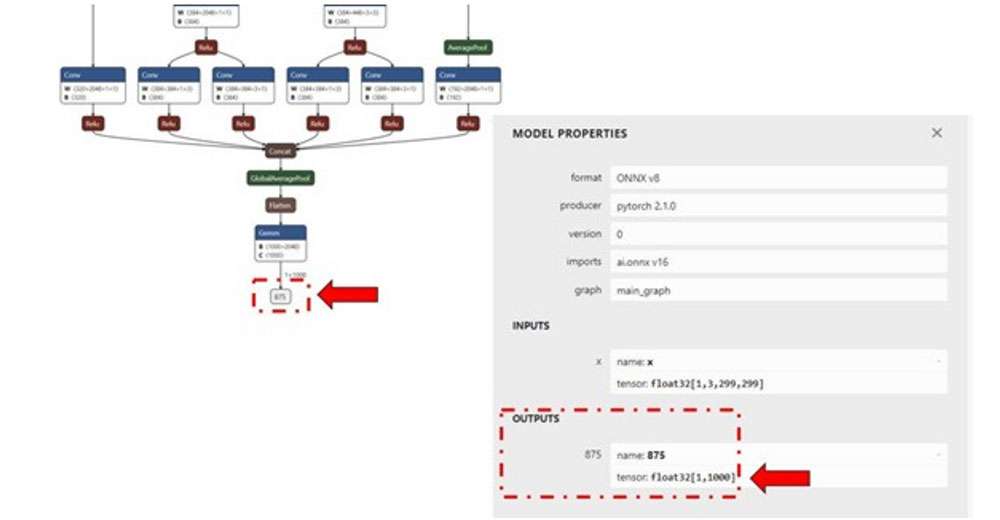 W (384×2048×1×1)
B (384)
W (384×448×3×3)
B (384)
Relu
Relu
AveragePool
Conv
W (320×2048×1×1)
B (320)
Conv
W (384×384×1×3)
B (384)
Conv
W (384×384×3×1)
B (384)
Conv
W (384×384×1×3)
B (384)
Conv
W (384×384×3×1)
B (384)
Conv
W (192×2048×1×1)
B (192)
Relu
Relu
Relu
Relu
Relu
Relu
Concat
GlobalAveragePool
Flatten
Gemm
B (1000×2048)
C (1000)
1×1000
875
MODEL PROPERTIES
format ONNX v8
producer pytorch 2.1.0
version 0
imports ai.onnx v16
graph main_graph
INPUTS
x name: x
tensor: float32[1,3,299,299]
OUTPUTS
875 name: 875
tensor: float32[1,1000]